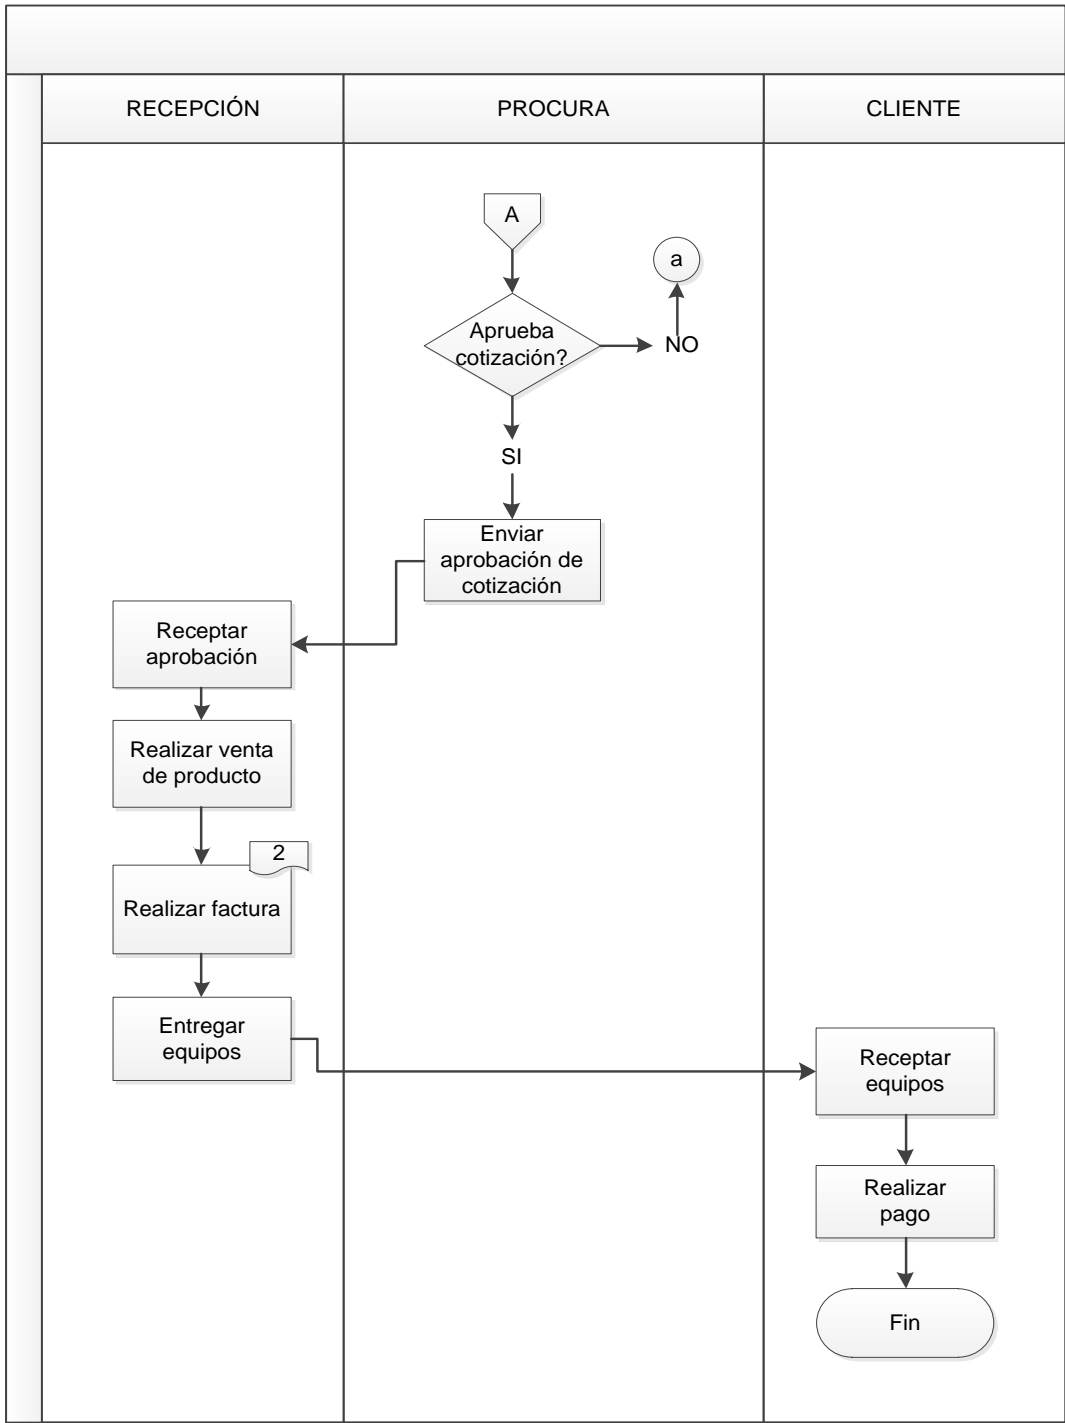 RECEPCIÓN
PROCURA
CLIENTE
A
a
Aprueba
cotización?
NO
SI
Enviar
aprobación de
cotización
Receptar
aprobación
Realizar venta
de producto
2
Realizar factura
Entregar
equipos
Receptar
equipos
Realizar
pago
Fin